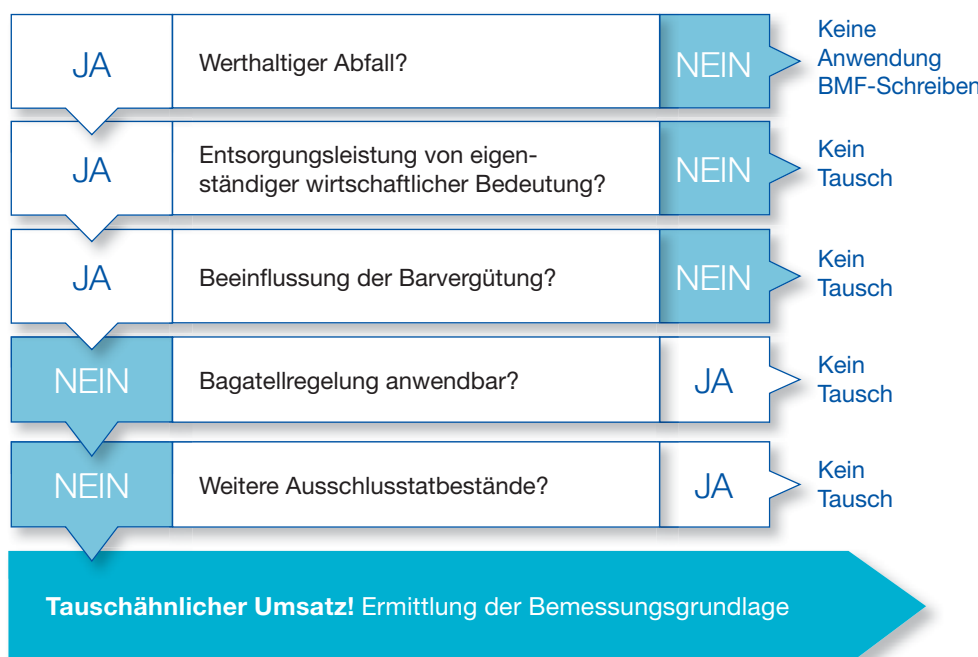 JA
Werthaltiger Abfall?
NEIN
Keine
Anwendung
BMF-Schreiben
JA
Entsorgungsleistung von eigen-
ständiger wirtschaftlicher Bedeutung?
NEIN
Kein
Tausch
JA
Beeinflussung der Barvergütung?
NEIN
Kein
Tausch
NEIN
Bagatellregelung anwendbar?
JA
Kein
Tausch
NEIN
Weitere Ausschlusstatbestände?
JA
Kein
Tausch
Tauschähnlicher Umsatz! Ermittlung der Bemessungsgrundlage